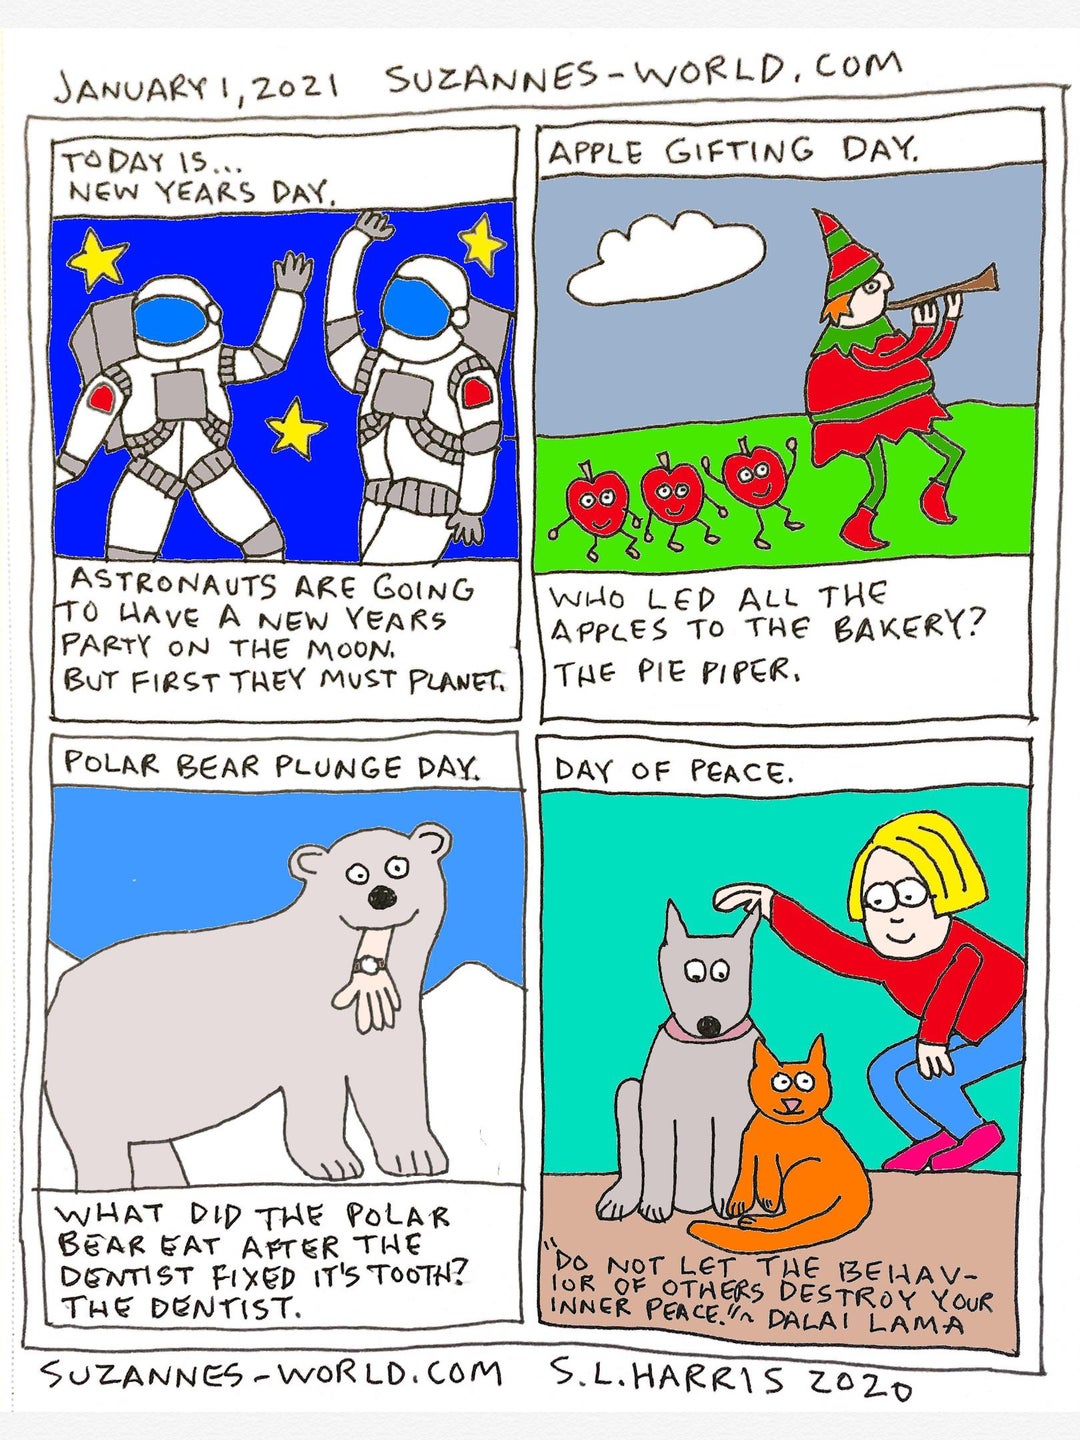 JANUARY 1, 2021 SUZANNES-WORLD.COM
TODAY IS...
NEW YEARS DAY.
ASTRONAUTS ARE GOING
TO HAVE A NEW YEARS
PARTY ON THE MOON.
BUT FIRST THEY MUST PLANET.
APPLE GIFTING DAY.
WHO LED ALL THE
APPLES TO THE BAKERY?
THE PIE PIPER.
POLAR BEAR PLUNGE DAY.
WHAT DID THE POLAR
BEAR EAT AFTER THE
DENTIST FIXED IT'S TOOTH?
THE DENTIST.
DAY OF PEACE.
"DO NOT LET THE BEHAV-
IOR OF OTHERS DESTROY YOUR
INNER PEACE."~ DALAI LAMA
SUZANNES-WORLD.COM S.L.HARRIS 2020